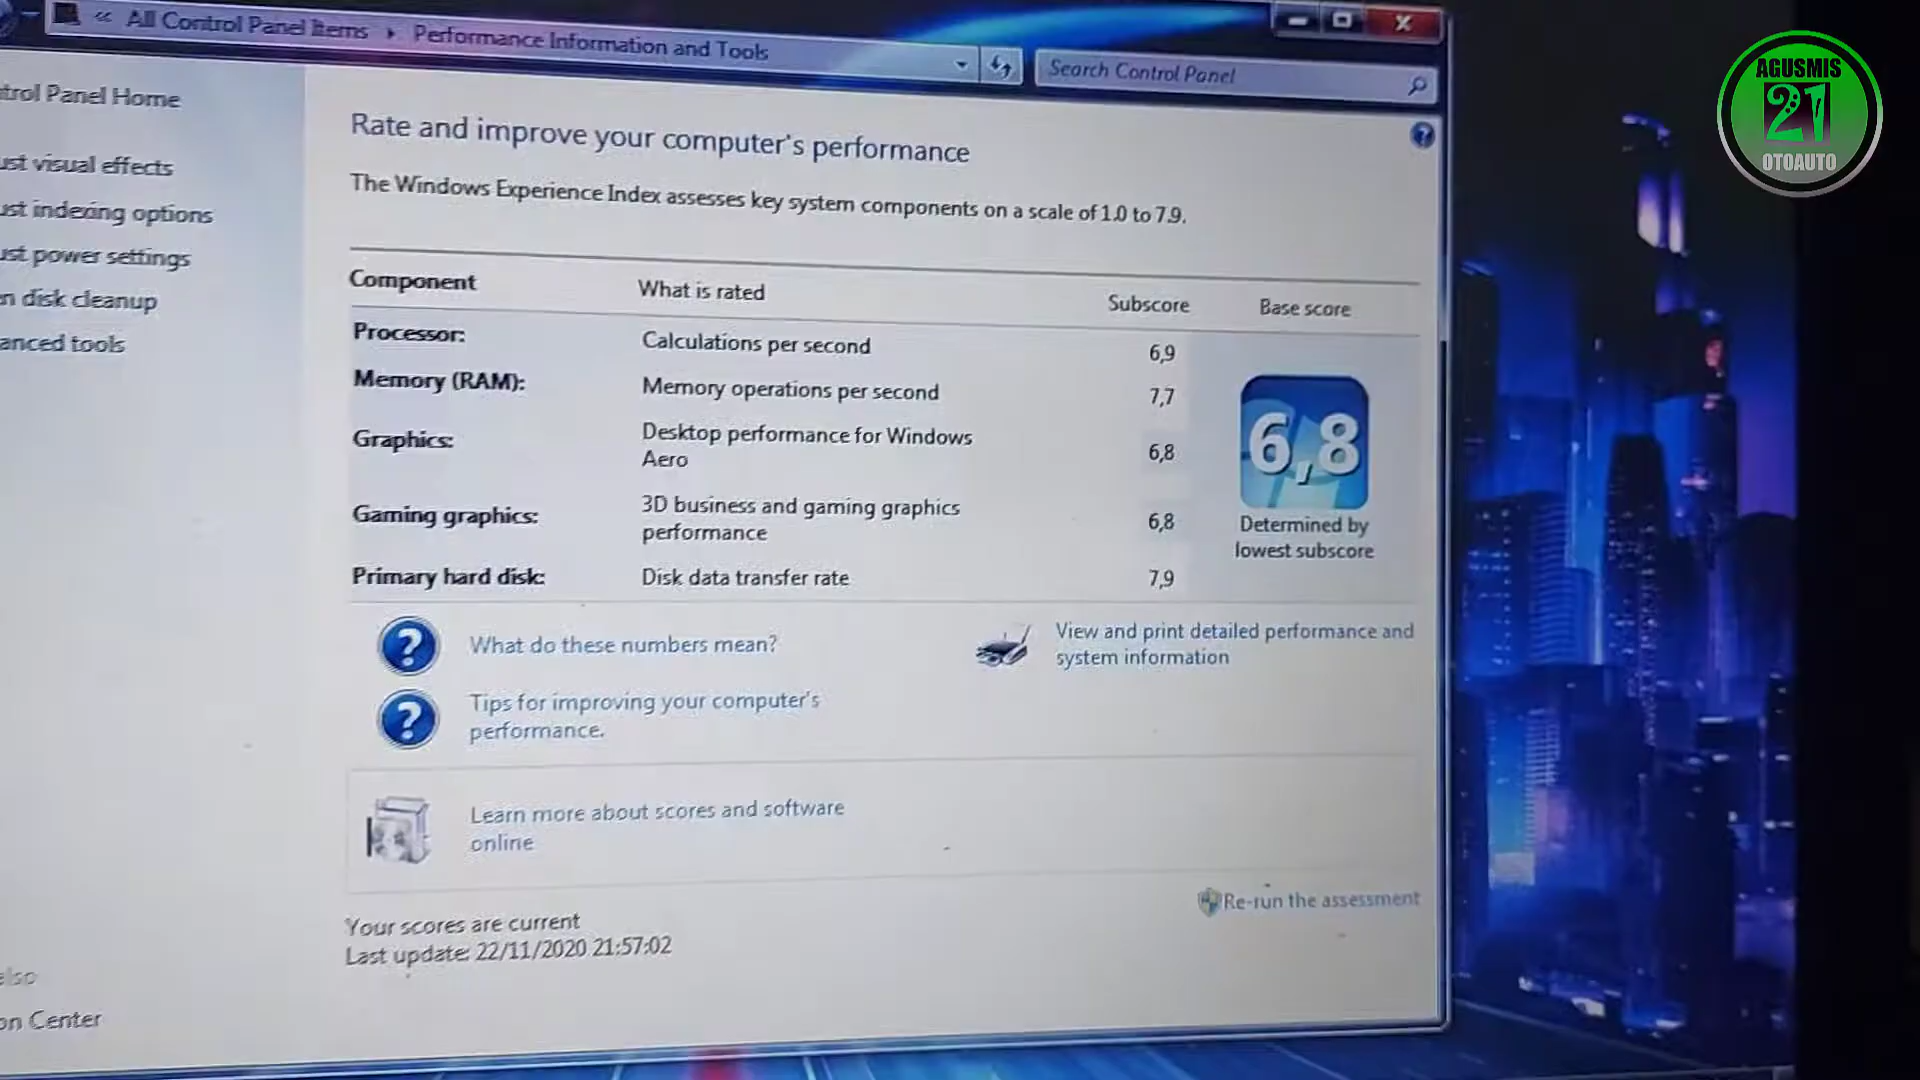 « All Control Panel Items ▸ Performance Information and Tools
Search Control Panel
trol Panel Home
ust visual effects
ust indexing options
ust power settings
n disk cleanup
anced tools
also
on Center
Rate and improve your computer's performance
The Windows Experience Index assesses key system components on a scale of 1.0 to 7.9.
Component What is rated Subscore Base score
Processor: Calculations per second 6,9
Memory (RAM): Memory operations per second 7,7
Graphics: Desktop performance for Windows
Aero 6,8
Gaming graphics: 3D business and gaming graphics
performance 6,8
Primary hard disk: Disk data transfer rate 7,9
6,8
Determined by
lowest subscore
What do these numbers mean?
View and print detailed performance and
system information
Tips for improving your computer's
performance.
Learn more about scores and software
online
Your scores are current
Last update: 22/11/2020 21:57:02
Re-run the assessment
AGUSMIS
21
OTOAUTO